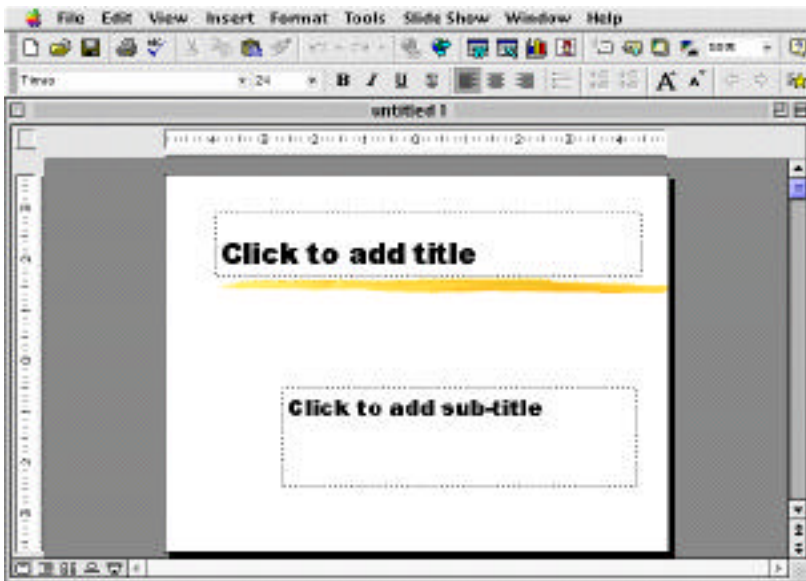 File Edit View Insert Format Tools Slide Show Window Help
Times 24 B I U S A A
untitled 1
Click to add title
Click to add sub-title